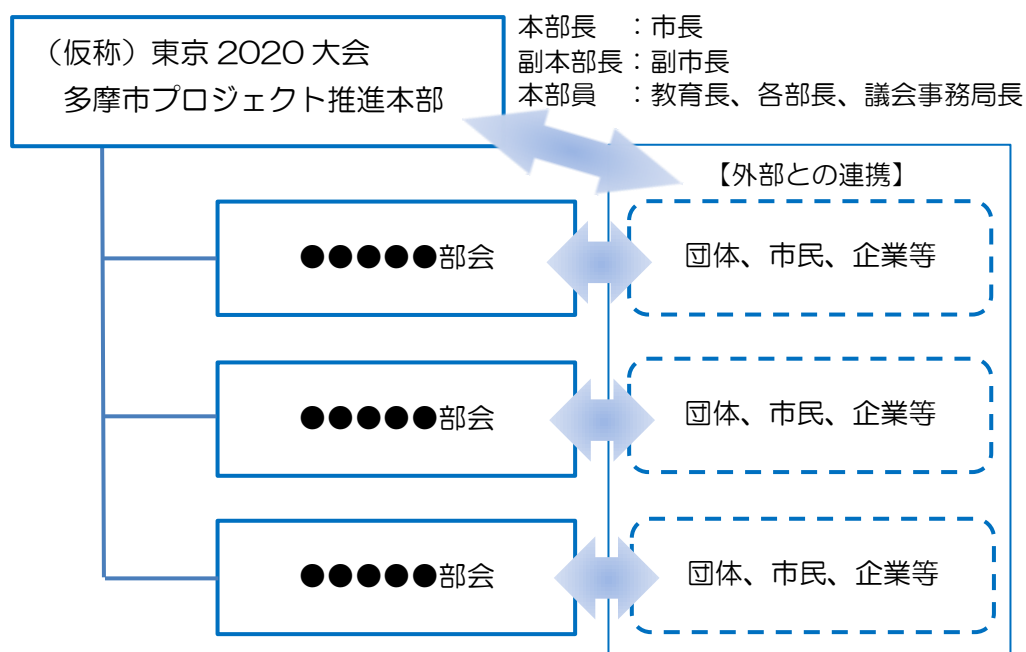 （仮称）東京 2020 大会
多摩市プロジェクト推進本部
本部長　：市長
副本部長：副市長
本部員　：教育長、各部長、議会事務局長
【外部との連携】
●●●●●部会
団体、市民、企業等
●●●●●部会
団体、市民、企業等
●●●●●部会
団体、市民、企業等